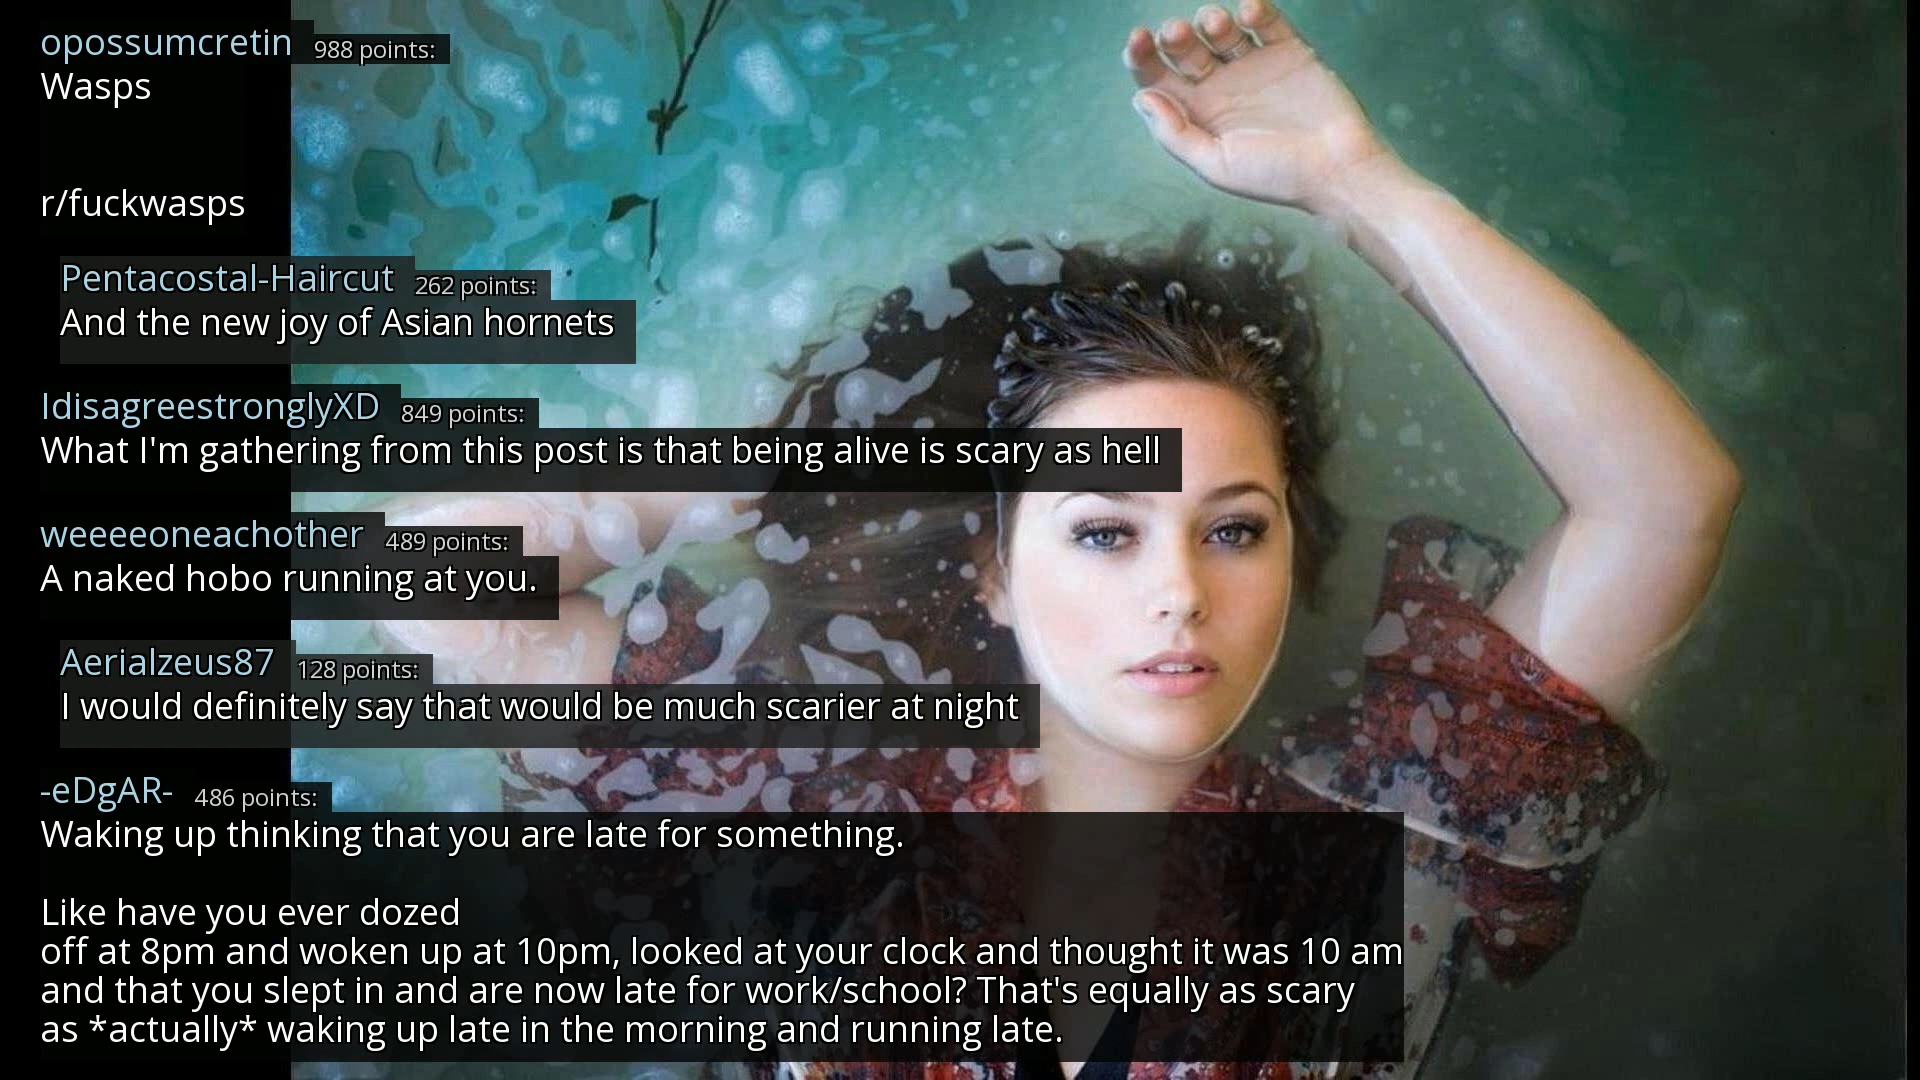 opossumcretin 988 points:
Wasps
r/fuckwasps
Pentacostal-Haircut 262 points:
And the new joy of Asian hornets
IdisagreestronglyXD 849 points:
What I'm gathering from this post is that being alive is scary as hell
weeeeoneachother 489 points:
A naked hobo running at you.
Aerialzeus87 128 points:
I would definitely say that would be much scarier at night
-eDgAR- 486 points:
Waking up thinking that you are late for something.
Like have you ever dozed
off at 8pm and woken up at 10pm, looked at your clock and thought it was 10 am
and that you slept in and are now late for work/school? That's equally as scary
as *actually* waking up late in the morning and running late.